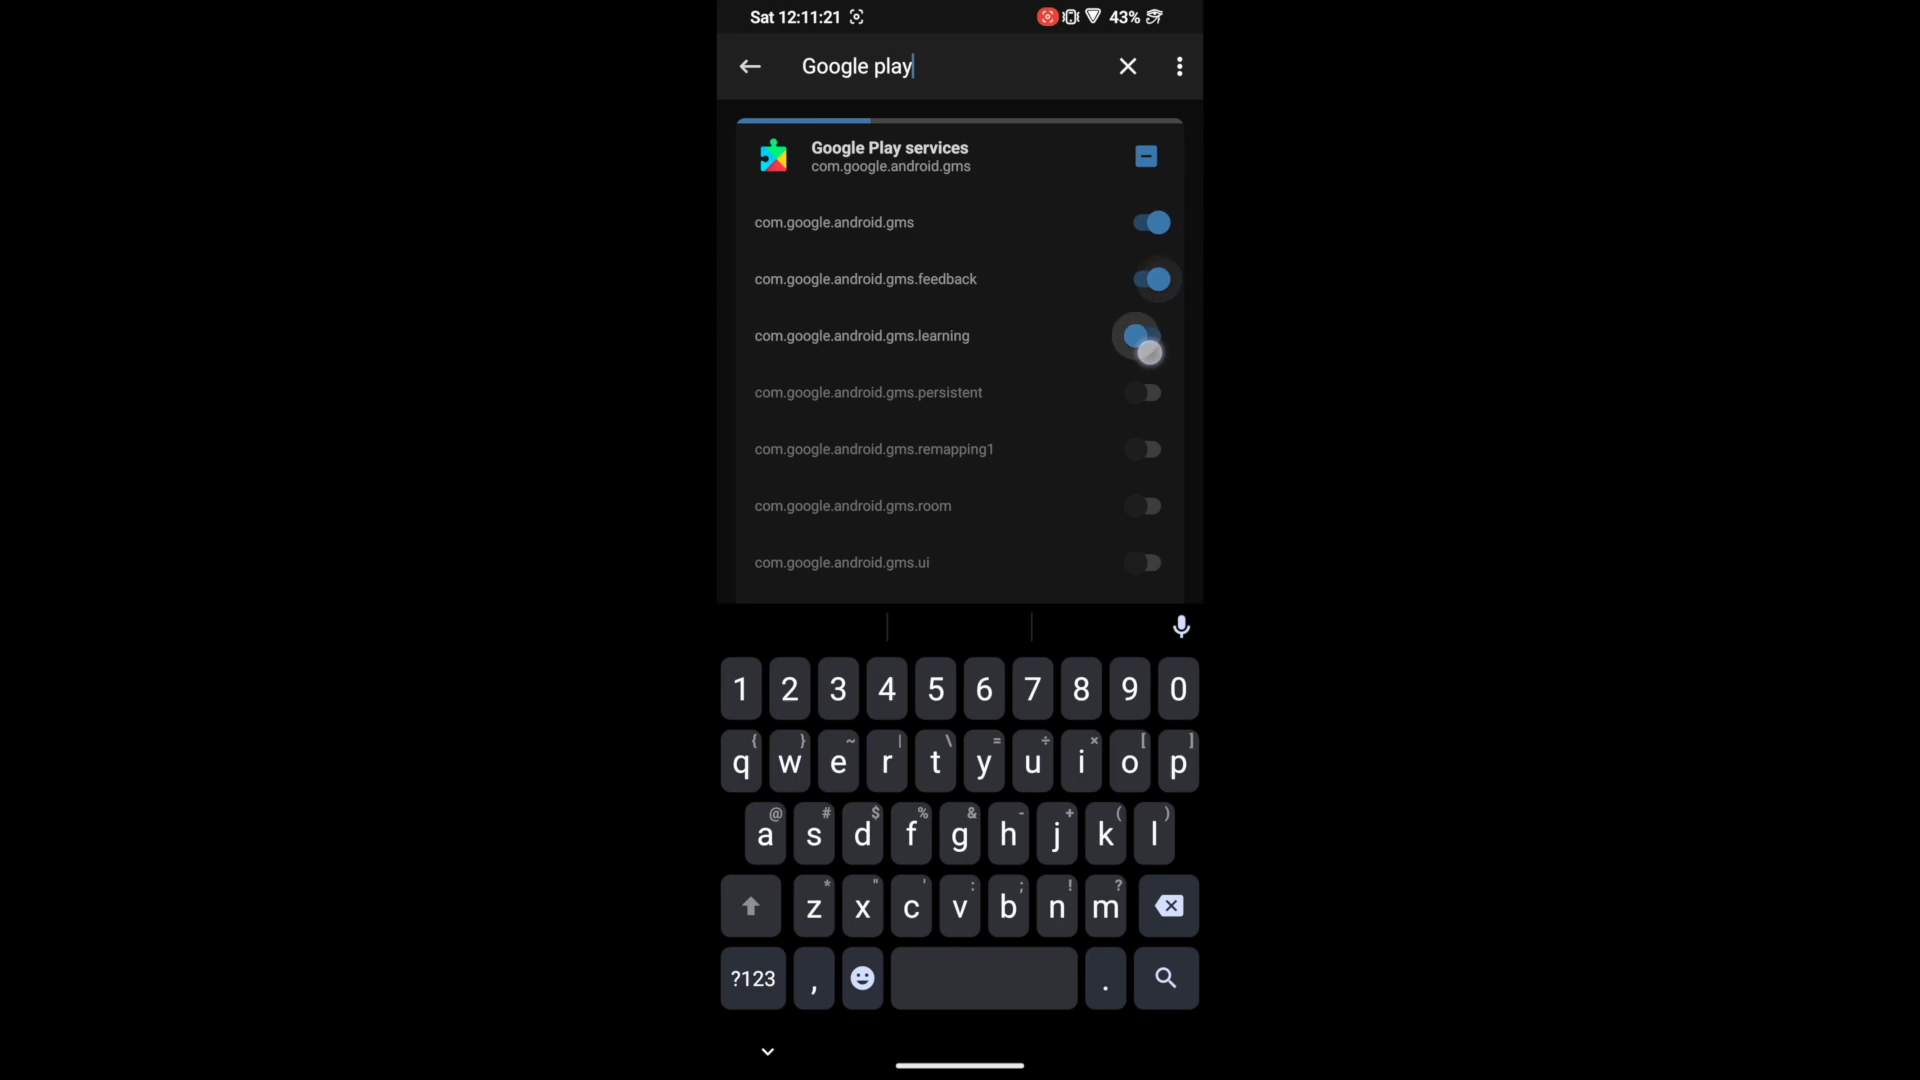 Sat 12:11:21
43%
Google play
Google Play services
com.google.android.gms
com.google.android.gms
com.google.android.gms.feedback
com.google.android.gms.learning
com.google.android.gms.persistent
com.google.android.gms.remapping1
com.google.android.gms.room
com.google.android.gms.ui
1 2 3 4 5 6 7 8 9 0
{ } ~ | \ = ÷ × [ ]
q w e r t y u i o p
@ # $ % & - + ( )
a s d f g h j k l
* " ' : ; ! ?
z x c v b n m
?123 , .